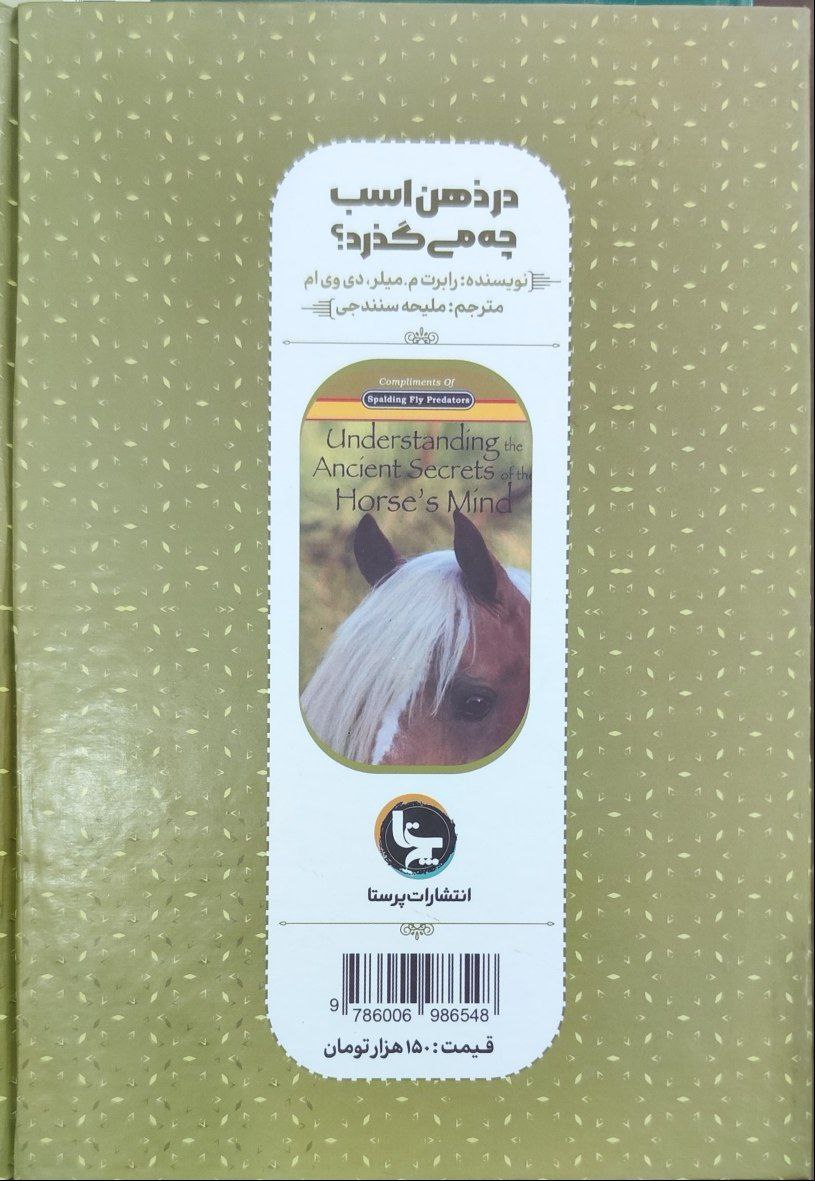 در ذهن اسب
چه می گذرد؟
نویسنده: رابرت م. میلر، دی وی ام
مترجم: ملیحه سنندجی
Compliments Of
Spalding Fly Predators
Understanding the
Ancient Secrets of the
Horse's Mind
پرستا
انتشارات پرستا
9 786006 986548
قیمت: ۱۵۰ هزار تومان